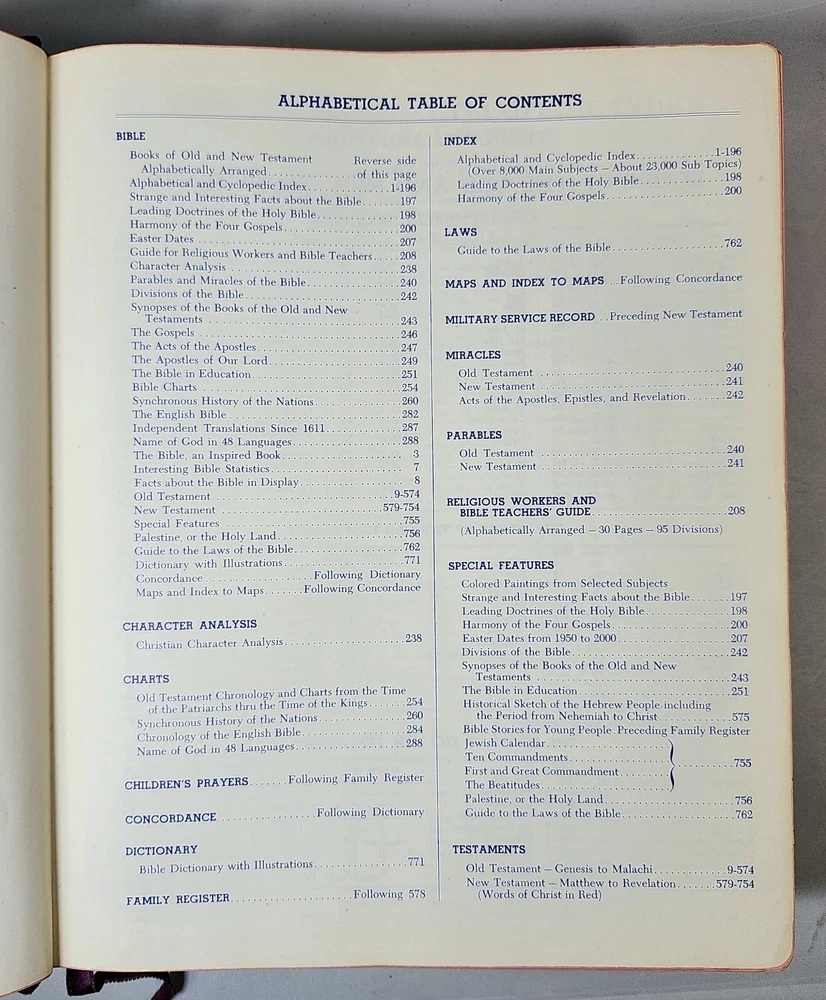 ALPHABETICAL TABLE OF CONTENTS
BIBLE
Books of Old and New Testament Reverse side
Alphabetically Arranged....................of this page
Alphabetical and Cyclopedic Index....................1-196
Strange and Interesting Facts about the Bible........197
Leading Doctrines of the Holy Bible..................198
Harmony of the Four Gospels..........................200
Easter Dates ........................................207
Guide for Religious Workers and Bible Teachers.......208
Character Analysis ..................................238
Parables and Miracles of the Bible...................240
Divisions of the Bible...............................242
Synopses of the Books of the Old and New
Testaments ..........................................243
The Gospels .........................................246
The Acts of the Apostles.............................247
The Apostles of Our Lord.............................249
The Bible in Education...............................251
Bible Charts ........................................254
Synchronous History of the Nations...................260
The English Bible....................................282
Independent Translations Since 1611..................287
Name of God in 48 Languages..........................288
The Bible, an Inspired Book.......................... 3
Interesting Bible Statistics......................... 7
Facts about the Bible in Display..................... 8
Old Testament .......................................9-574
New Testament .......................................579-754
Special Features ....................................755
Palestine, or the Holy Land..........................756
Guide to the Laws of the Bible.......................762
Dictionary with Illustrations........................771
Concordance....................Following Dictionary
Maps and Index to Maps.......Following Concordance
CHARACTER ANALYSIS
Christian Character Analysis.........................238
CHARTS
Old Testament Chronology and Charts from the Time
of the Patriarchs thru the Time of the Kings.......254
Synchronous History of the Nations...................260
Chronology of the English Bible......................284
Name of God in 48 Languages..........................288
CHILDREN'S PRAYERS.......Following Family Register
CONCORDANCE.................Following Dictionary
DICTIONARY
Bible Dictionary with Illustrations..................771
FAMILY REGISTER.......................Following 578
INDEX
Alphabetical and Cyclopedic Index..............1-196
(Over 8,000 Main Subjects — About 23,000 Sub Topics)
Leading Doctrines of the Holy Bible..................198
Harmony of the Four Gospels..........................200
LAWS
Guide to the Laws of the Bible.......................762
MAPS AND INDEX TO MAPS ..Following Concordance
MILITARY SERVICE RECORD ..Preceding New Testament
MIRACLES
Old Testament .......................................240
New Testament .......................................241
Acts of the Apostles, Epistles, and Revelation.......242
PARABLES
Old Testament .......................................240
New Testament .......................................241
RELIGIOUS WORKERS AND
BIBLE TEACHERS' GUIDE............................208
(Alphabetically Arranged — 30 Pages — 95 Divisions)
SPECIAL FEATURES
Colored Paintings from Selected Subjects
Strange and Interesting Facts about the Bible.......197
Leading Doctrines of the Holy Bible..................198
Harmony of the Four Gospels..........................200
Easter Dates from 1950 to 2000.......................207
Divisions of the Bible...............................242
Synopses of the Books of the Old and New
Testaments ..........................................243
The Bible in Education...............................251
Historical Sketch of the Hebrew People including
the Period from Nehemiah to Christ...................575
Bible Stories for Young People.Preceding Family Register
Jewish Calendar......................
Ten Commandments.....................
First and Great Commandment.......... ............755
The Beatitudes.......................
Palestine, or the Holy Land..........................756
Guide to the Laws of the Bible.......................762
TESTAMENTS
Old Testament — Genesis to Malachi..............9-574
New Testament — Matthew to Revelation.......579-754
(Words of Christ in Red)